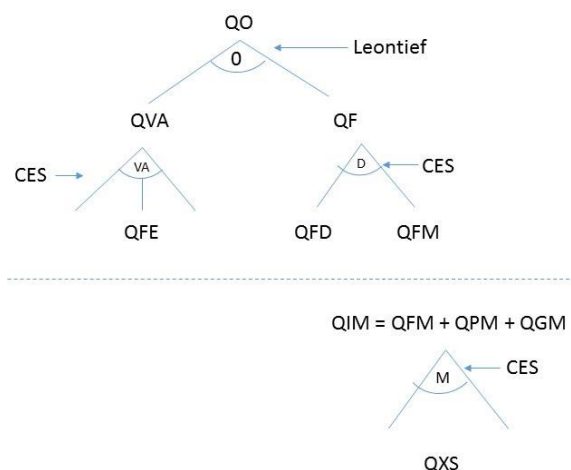 QO
Leontief
0
QVA
QF
CES
VA
D
CES
QFE
QFD
QFM
QIM = QFM + QPM + QGM
CES
M
QXS